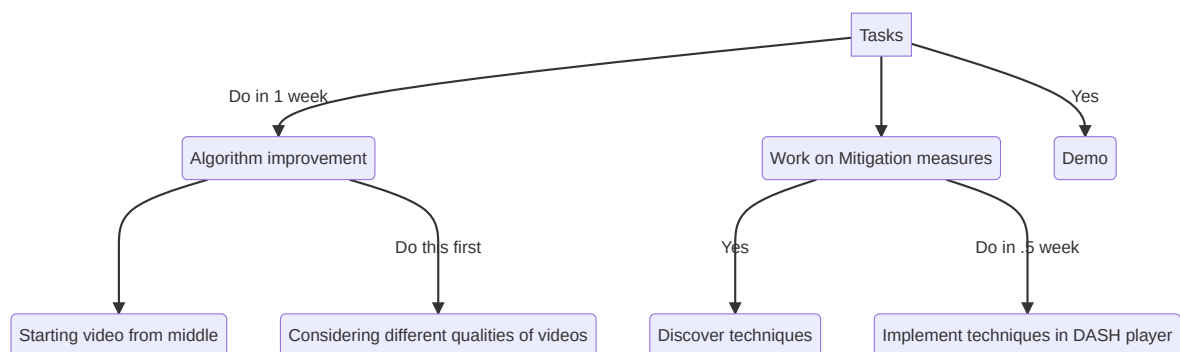 Tasks
Do in 1 week
Yes
Algorithm improvement
Work on Mitigation measures
Demo
Do this first
Yes
Do in .5 week
Starting video from middle
Considering different qualities of videos
Discover techniques
Implement techniques in DASH player